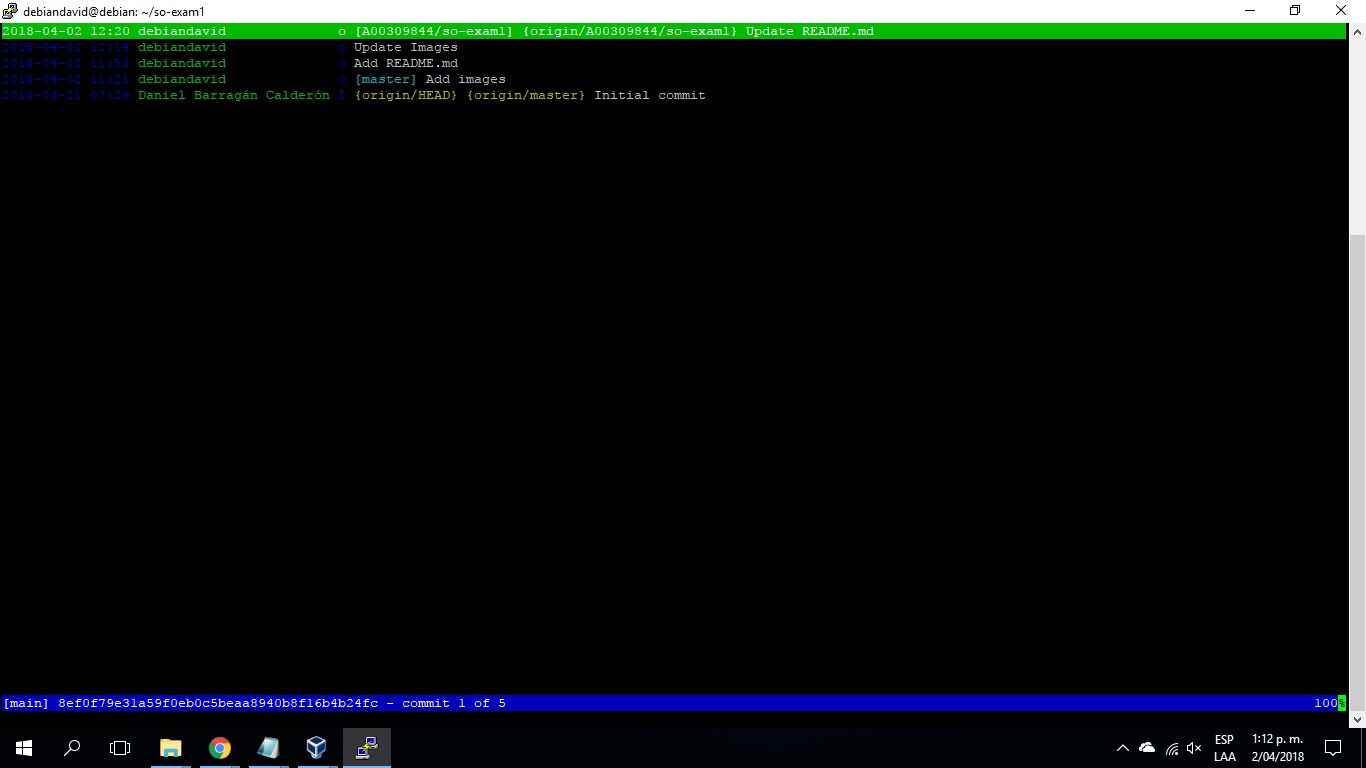 debiandavid@debian: ~/so-exam1
2018-04-02 12:20 debiandavid o [A00309844/so-exam1] {origin/A00309844/so-exam1} Update README.md
2018-04-02 12:14 debiandavid o Update Images
2018-04-02 11:53 debiandavid o Add README.md
2018-04-02 11:21 debiandavid o [master] Add images
2018-03-21 07:29 Daniel Barragán Calderón I {origin/HEAD} {origin/master} Initial commit
[main] 8ef0f79e31a59f0eb0c5beaa8940b8f16b4b24fc - commit 1 of 5 100%
ESP 1:12 p. m.
LAA 2/04/2018